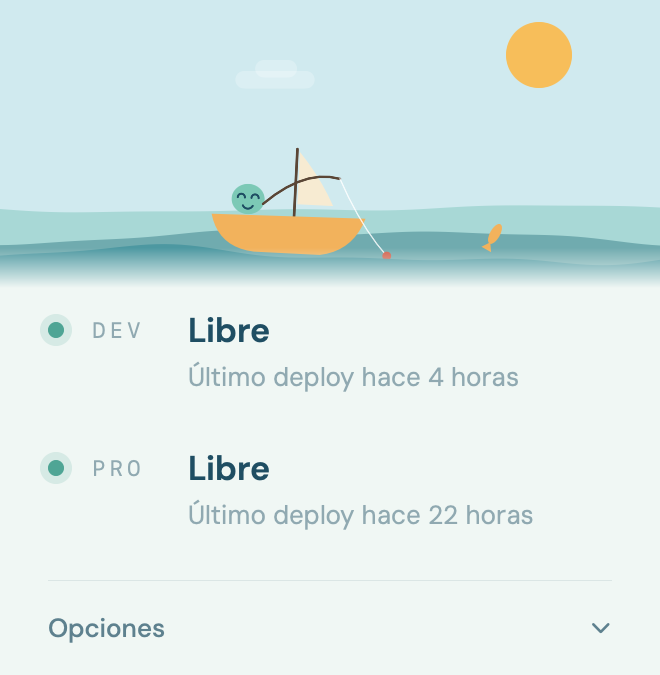 DEV
Libre
Último deploy hace 4 horas
PRO
Libre
Último deploy hace 22 horas
Opciones